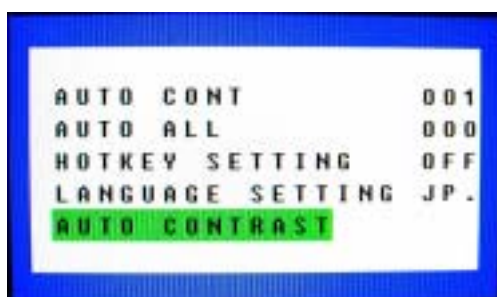 AUTO CONT 001
AUTO ALL 000
HOTKEY SETTING OFF
LANGUAGE SETTING JP.
AUTO CONTRAST